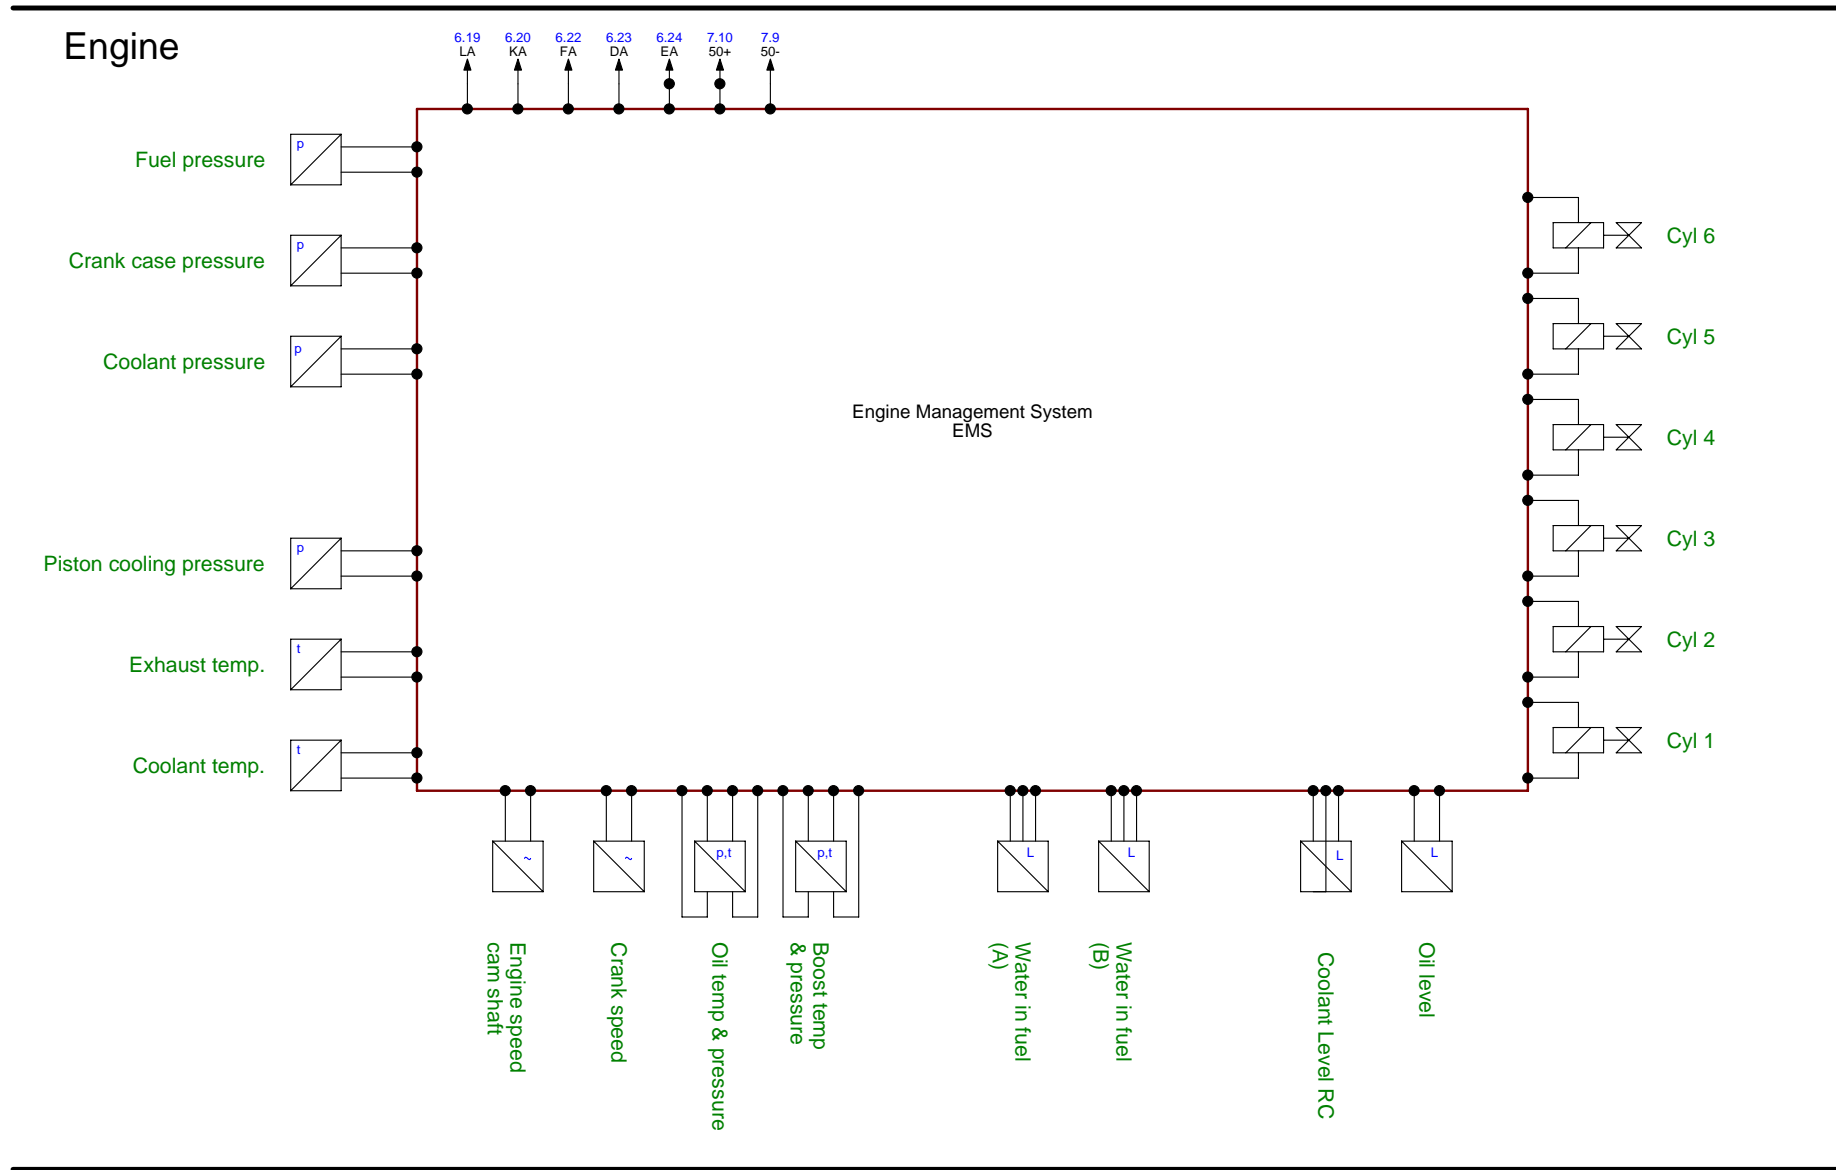 Engine
6.19 6.20 6.22 6.23 6.24 7.10 7.9
LA KA FA DA EA 50+ 50-
p
Fuel pressure
p
Crank case pressure
p
Coolant pressure
p
Piston cooling pressure
t
Exhaust temp.
t
Coolant temp.
Engine Management System
EMS
Cyl 6
Cyl 5
Cyl 4
Cyl 3
Cyl 2
Cyl 1
~ ~ p,t p,t L L L L
Engine speed
cam shaft
Crank speed
Oil temp & pressure
Boost temp
& pressure
Water in fuel
(A)
Water in fuel
(B)
Coolant Level RC
Oil level